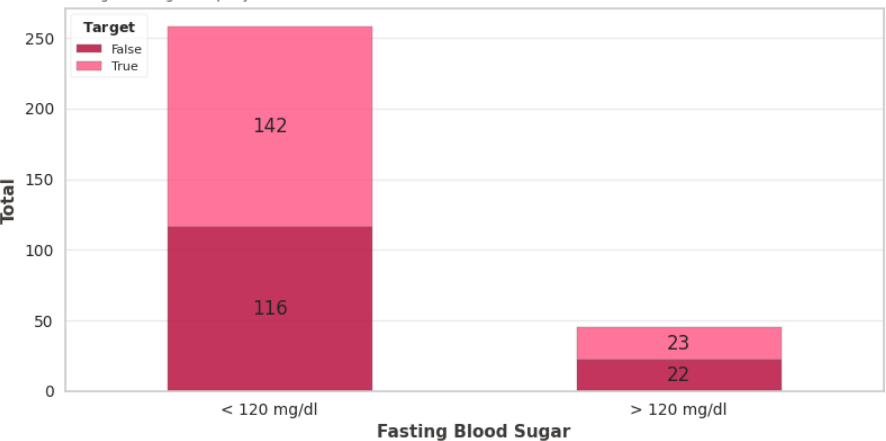 Target
False
True
250
200
150
100
50
0
Total
142
116
23
22
< 120 mg/dl
> 120 mg/dl
Fasting Blood Sugar